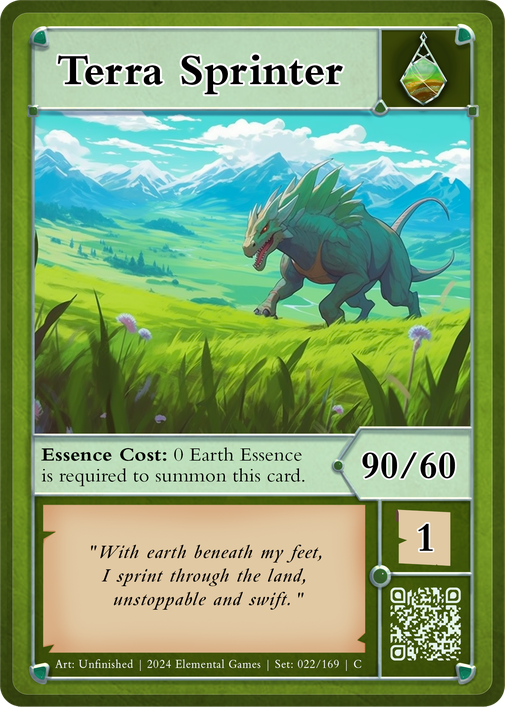 Terra Sprinter
Essence Cost: 0 Earth Essence
is required to summon this card.
90/60
"With earth beneath my feet,
I sprint through the land,
unstoppable and swift."
1
Art: Unfinished | 2024 Elemental Games | Set: 022/169 | C